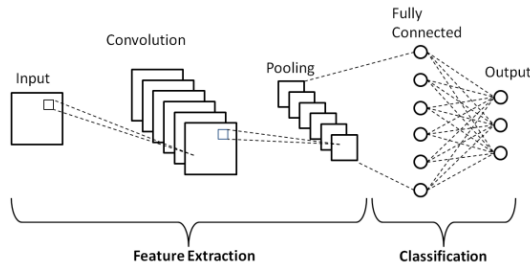 Input
Convolution
Pooling
Fully
Connected
Output
Feature Extraction
Classification